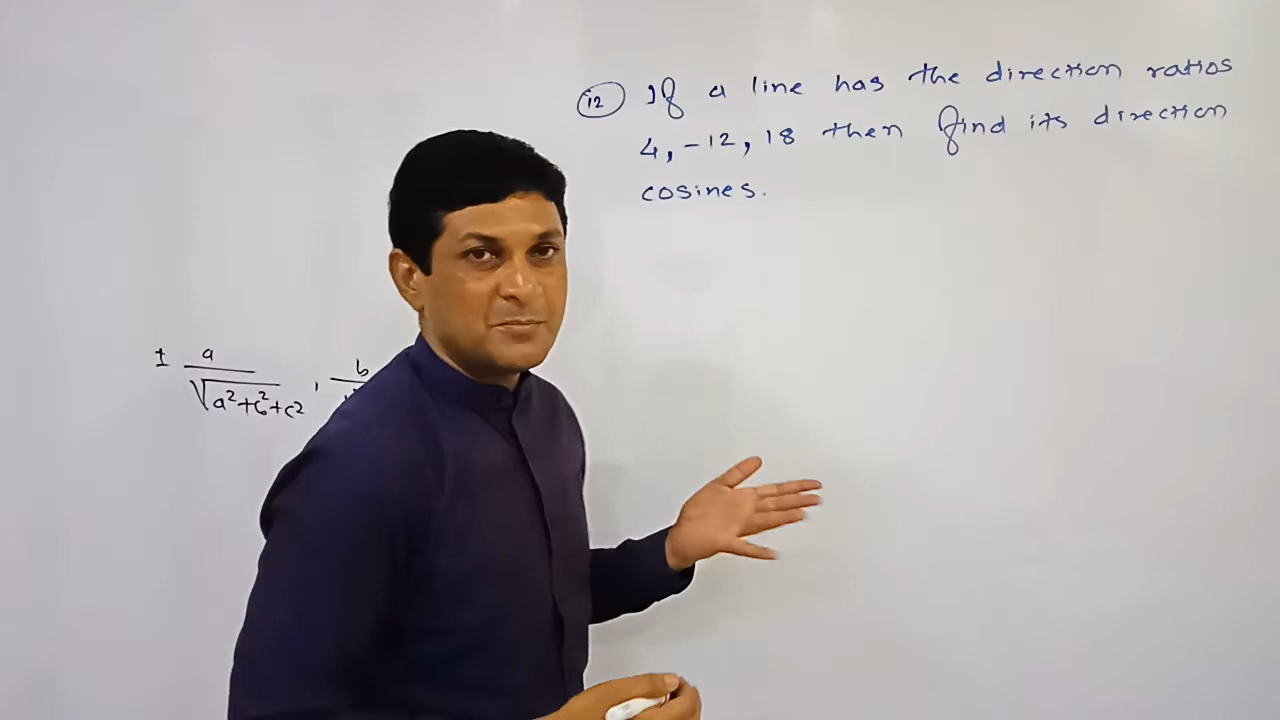 12 If a line has the direction ratios
4, -12, 18 then find its direction
cosines.
± a/√a²+b²+c² , b/